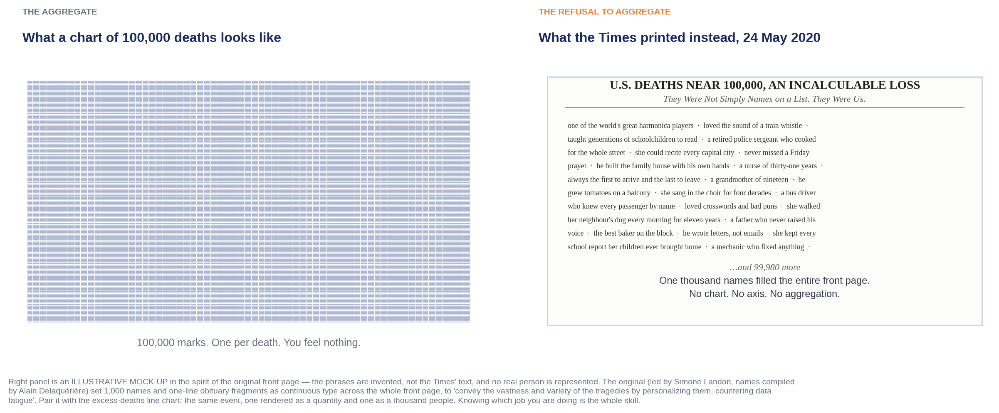 THE AGGREGATE
What a chart of 100,000 deaths looks like
100,000 marks. One per death. You feel nothing.
THE REFUSAL TO AGGREGATE
What the Times printed instead, 24 May 2020
U.S. DEATHS NEAR 100,000, AN INCALCULABLE LOSS
They Were Not Simply Names on a List. They Were Us.
one of the world's great harmonica players · loved the sound of a train whistle ·
taught generations of schoolchildren to read · a retired police sergeant who cooked
for the whole street · she could recite every capital city · never missed a Friday
prayer · he built the family house with his own hands · a nurse of thirty-one years ·
always the first to arrive and the last to leave · a grandmother of nineteen · he
grew tomatoes on a balcony · she sang in the choir for four decades · a bus driver
who knew every passenger by name · loved crosswords and bad puns · she walked
her neighbour's dog every morning for eleven years · a father who never raised his
voice · the best baker on the block · he wrote letters, not emails · she kept every
school report her children ever brought home · a mechanic who fixed anything ·
…and 99,980 more
One thousand names filled the entire front page.
No chart. No axis. No aggregation.
Right panel is an ILLUSTRATIVE MOCK-UP in the spirit of the original front page — the phrases are invented, not the Times' text, and no real person is represented. The original (led by Simone Landon, names compiled
by Alain Delaquérière) set 1,000 names and one-line obituary fragments as continuous type across the whole front page, to 'convey the vastness and variety of the tragedies by personalizing them, countering data
fatigue'. Pair it with the excess-deaths line chart: the same event, one rendered as a quantity and one as a thousand people. Knowing which job you are doing is the whole skill.